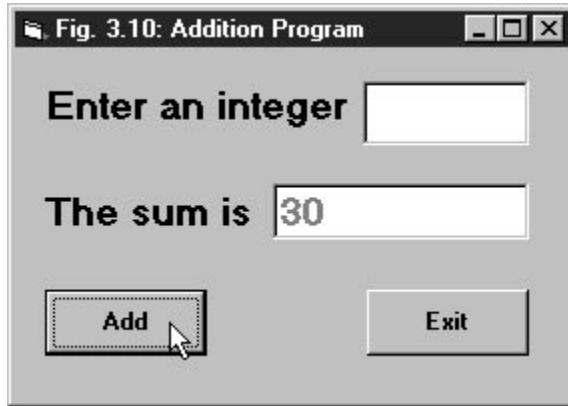 Fig. 3.10: Addition Program
Enter an integer
The sum is 30
Add Exit